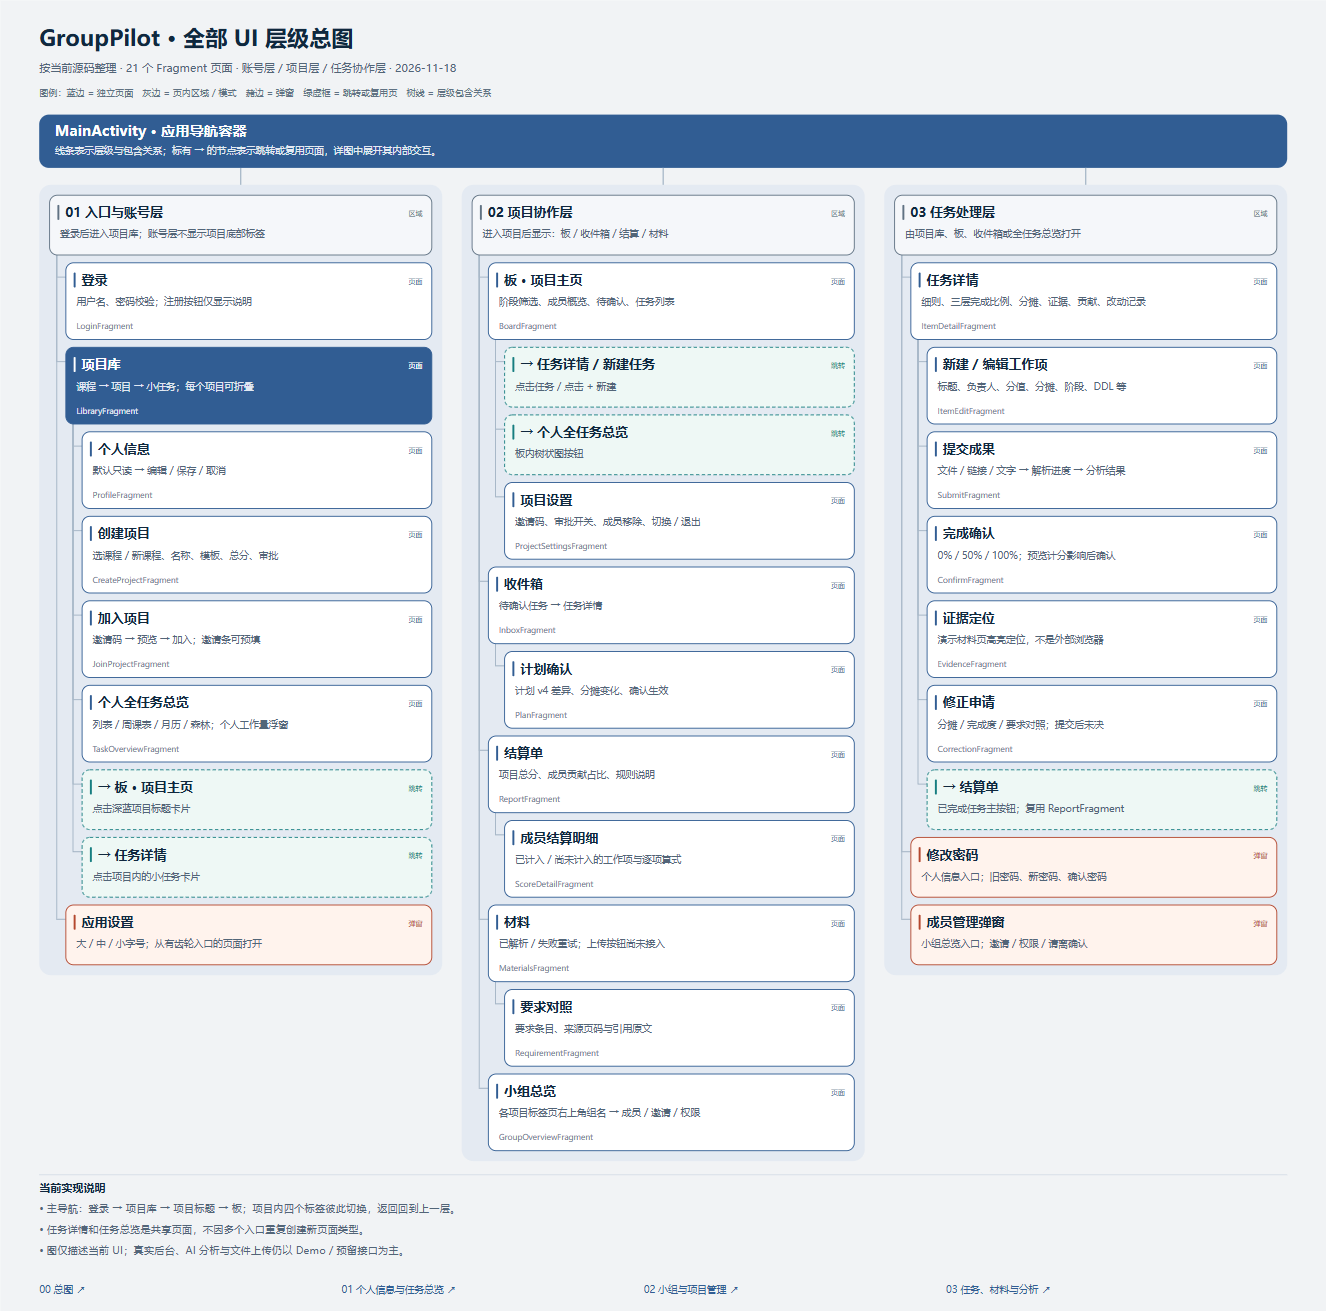 GroupPilot • 全部 UI 层级总图
按当前源码整理 · 21 个 Fragment 页面 · 账号层 / 项目层 / 任务协作层 · 2026-11-18
图例：蓝边 = 独立页面 灰边 = 页内区域 / 模式 赭边 = 弹窗 绿虚框 = 跳转或复用页 树线 = 层级包含关系
MainActivity • 应用导航容器
线条表示层级与包含关系；标有 → 的节点表示跳转或复用页面，详图中展开其内部交互。
01 入口与账号层
区域
登录后进入项目库；账号层不显示项目底部标签
登录
页面
用户名、密码校验；注册按钮仅显示说明
LoginFragment
项目库
页面
课程 → 项目 → 小任务；每个项目可折叠
LibraryFragment
个人信息
页面
默认只读 → 编辑 / 保存 / 取消
ProfileFragment
创建项目
页面
选课程 / 新课程、名称、模板、总分、审批
CreateProjectFragment
加入项目
页面
邀请码 → 预览 → 加入；邀请条可预填
JoinProjectFragment
个人全任务总览
页面
列表 / 周课表 / 月历 / 森林；个人工作量浮窗
TaskOverviewFragment
→ 板 • 项目主页
跳转
点击深蓝项目标题卡片
→ 任务详情
跳转
点击项目内的小任务卡片
应用设置
弹窗
大 / 中 / 小字号；从有齿轮入口的页面打开
02 项目协作层
区域
进入项目后显示：板 / 收件箱 / 结算 / 材料
板 • 项目主页
页面
阶段筛选、成员概览、待确认、任务列表
BoardFragment
→ 任务详情 / 新建任务
跳转
点击任务 / 点击 + 新建
→ 个人全任务总览
跳转
板内树状图按钮
项目设置
页面
邀请码、审批开关、成员移除、切换 / 退出
ProjectSettingsFragment
收件箱
页面
待确认任务 → 任务详情
InboxFragment
计划确认
页面
计划 v4 差异、分摊变化、确认生效
PlanFragment
结算单
页面
项目总分、成员贡献占比、规则说明
ReportFragment
成员结算明细
页面
已计入 / 尚未计入的工作项与逐项算式
ScoreDetailFragment
材料
页面
已解析 / 失败重试；上传按钮尚未接入
MaterialsFragment
要求对照
页面
要求条目、来源页码与引用原文
RequirementFragment
小组总览
页面
各项目标签页右上角组名 → 成员 / 邀请 / 权限
GroupOverviewFragment
03 任务处理层
区域
由项目库、板、收件箱或全任务总览打开
任务详情
页面
细则、三层完成比例、分摊、证据、贡献、改动记录
ItemDetailFragment
新建 / 编辑工作项
页面
标题、负责人、分值、分摊、阶段、DDL 等
ItemEditFragment
提交成果
页面
文件 / 链接 / 文字 → 解析进度 → 分析结果
SubmitFragment
完成确认
页面
0% / 50% / 100%；预览计分影响后确认
ConfirmFragment
证据定位
页面
演示材料页高亮定位，不是外部浏览器
EvidenceFragment
修正申请
页面
分摊 / 完成度 / 要求对照；提交后未决
CorrectionFragment
→ 结算单
跳转
已完成任务主按钮；复用 ReportFragment
修改密码
弹窗
个人信息入口；旧密码、新密码、确认密码
成员管理弹窗
弹窗
小组总览入口；邀请 / 权限 / 请离确认
当前实现说明
• 主导航：登录 → 项目库 → 项目标题 → 板；项目内四个标签彼此切换，返回回到上一层。
• 任务详情和任务总览是共享页面，不因多个入口重复创建新页面类型。
• 图仅描述当前 UI；真实后台、AI 分析与文件上传仍以 Demo / 预留接口为主。
00 总图 ↗
01 个人信息与任务总览 ↗
02 小组与项目管理 ↗
03 任务、材料与分析 ↗